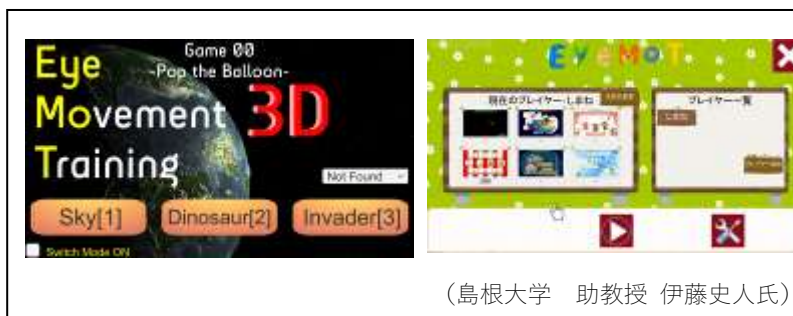 Game 00
-Pop the Balloon-
Eye
Movement 3D
Training
Not Found
Sky[1]
Dinosaur[2]
Invader[3]
Switch Mode ON
EyeMoT
現在のプレイヤー:しまね
プレイヤー一覧
しまね
(島根大学 助教授 伊藤史人氏)